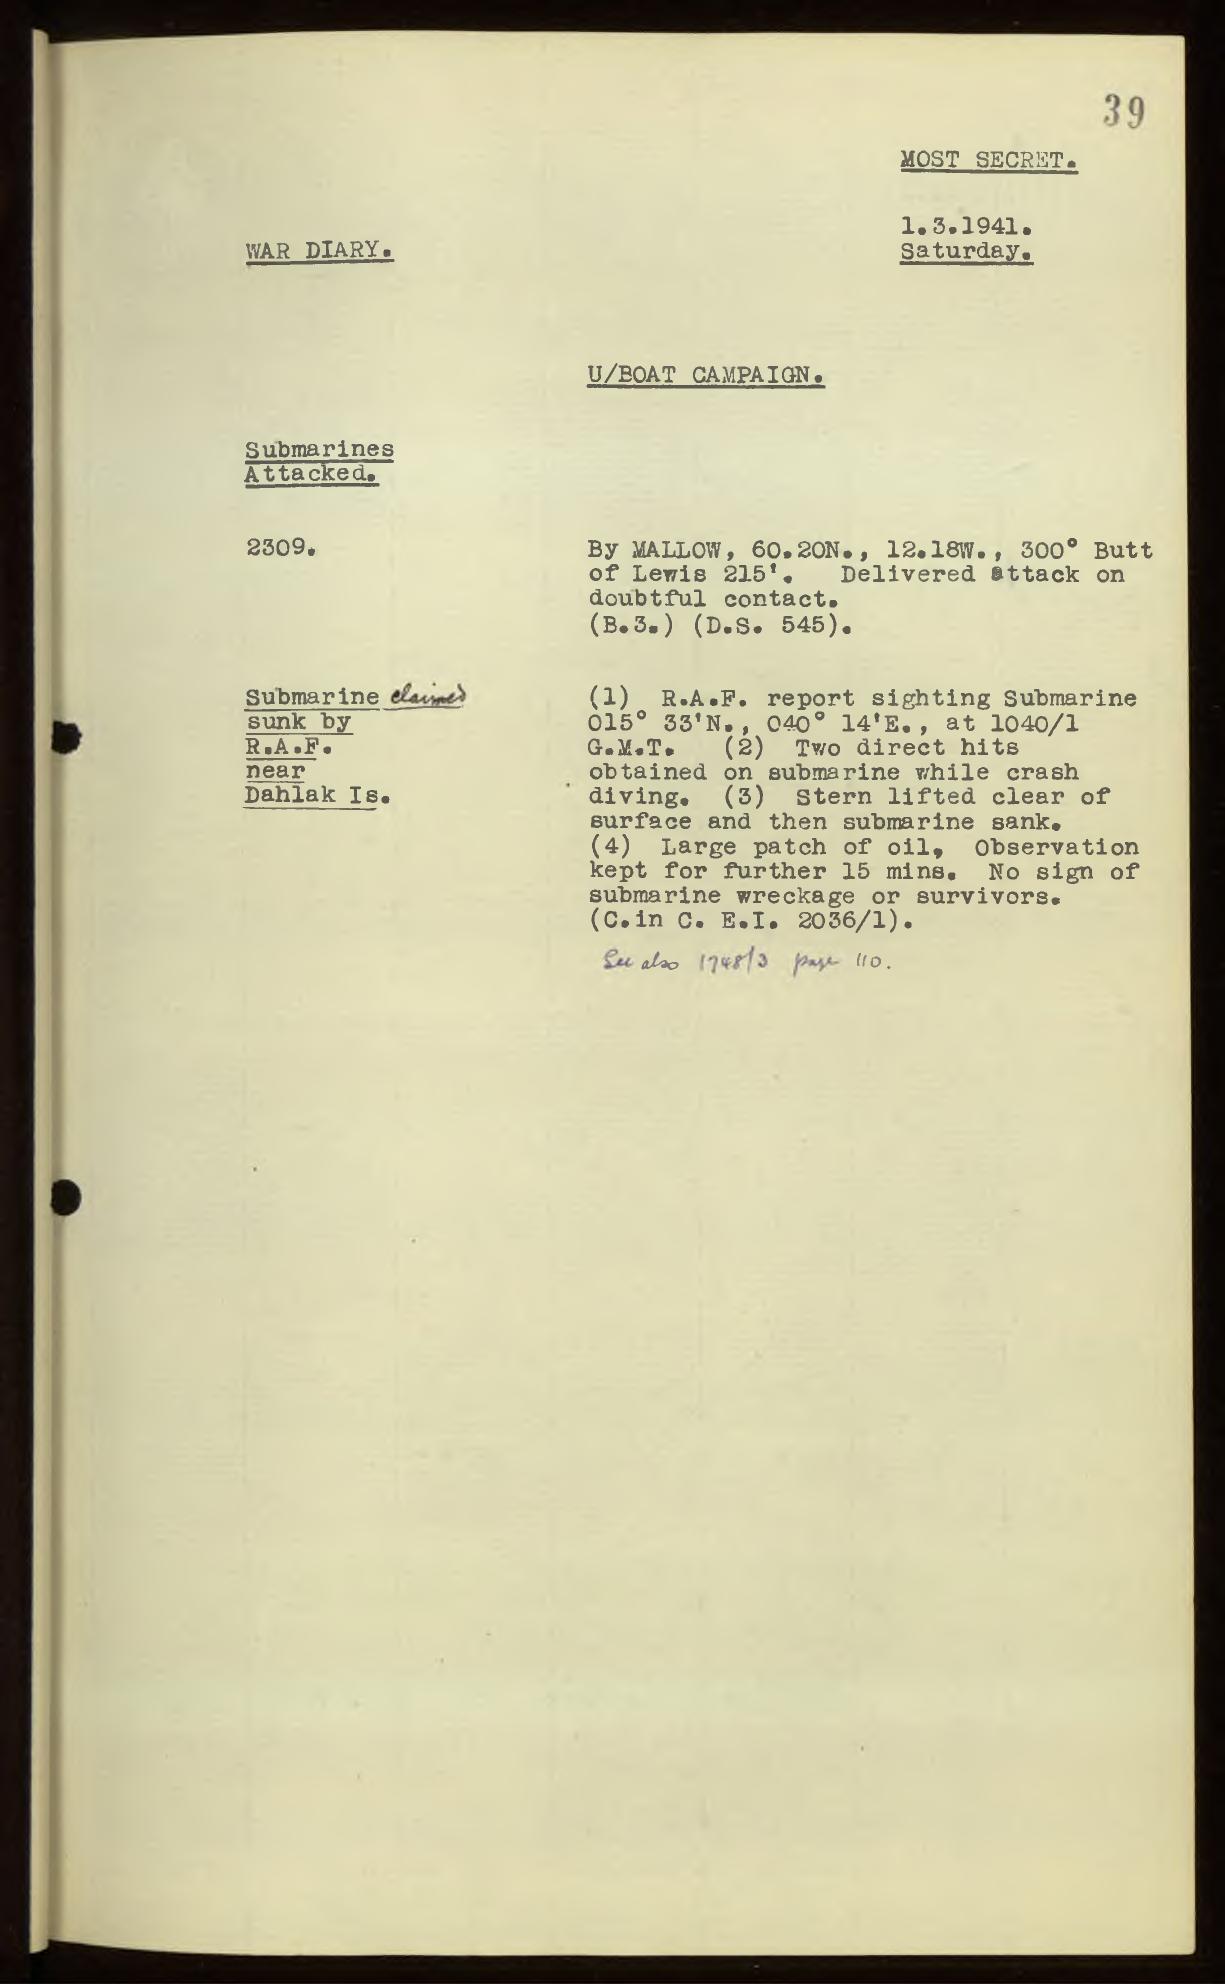 39
MOST SECRET.
1.3.1941.
WAR DIARY.
Saturday.
U/BOAT CAMPAIGN.
Submarines
Attacked.
2309.
By MALLOW, 60.20N., 12.18W., 300° Butt
of Lewis 215'. Delivered attack on
doubtful contact.
(B.3.) (D.S. 545).
Submarine claimed
sunk by
R.A.F.
near
Dahlak Is.
(1) R.A.F. report sighting Submarine
015° 33'N., 040° 14'E., at 1040/1
G.M.T. (2) Two direct hits
obtained on submarine while crash
diving. (3) Stern lifted clear of
surface and then submarine sank.
(4) Large patch of oil, Observation
kept for further 15 mins. No sign of
submarine wreckage or survivors.
(C.in C. E.I. 2036/1).
See also 1748/3 page 110.